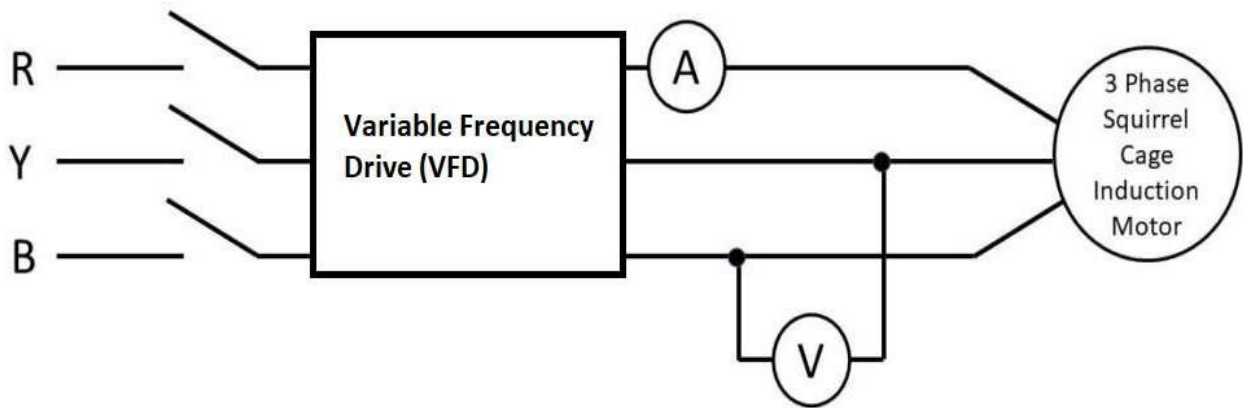 R
Y
B
Variable Frequency
Drive (VFD)
A
V
3 Phase
Squirrel
Cage
Induction
Motor